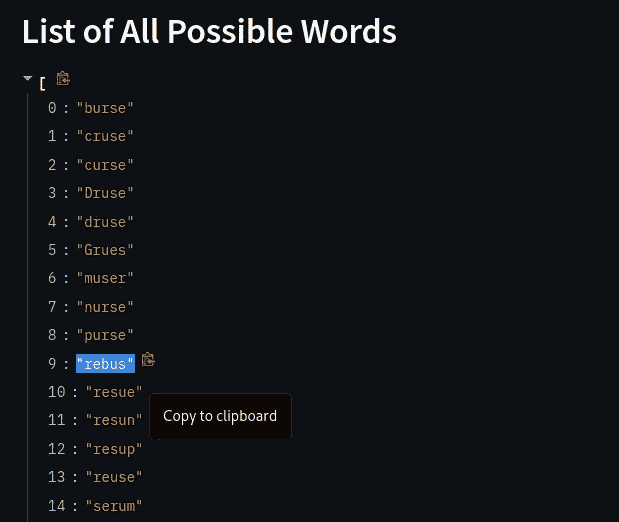 List of All Possible Words
[
0 : "burse"
1 : "cruse"
2 : "curse"
3 : "Druse"
4 : "druse"
5 : "Grues"
6 : "muser"
7 : "nurse"
8 : "purse"
9 : "rebus"
10 : "resue"
11 : "resun"
12 : "resup"
13 : "reuse"
14 : "serum"
Copy to clipboard